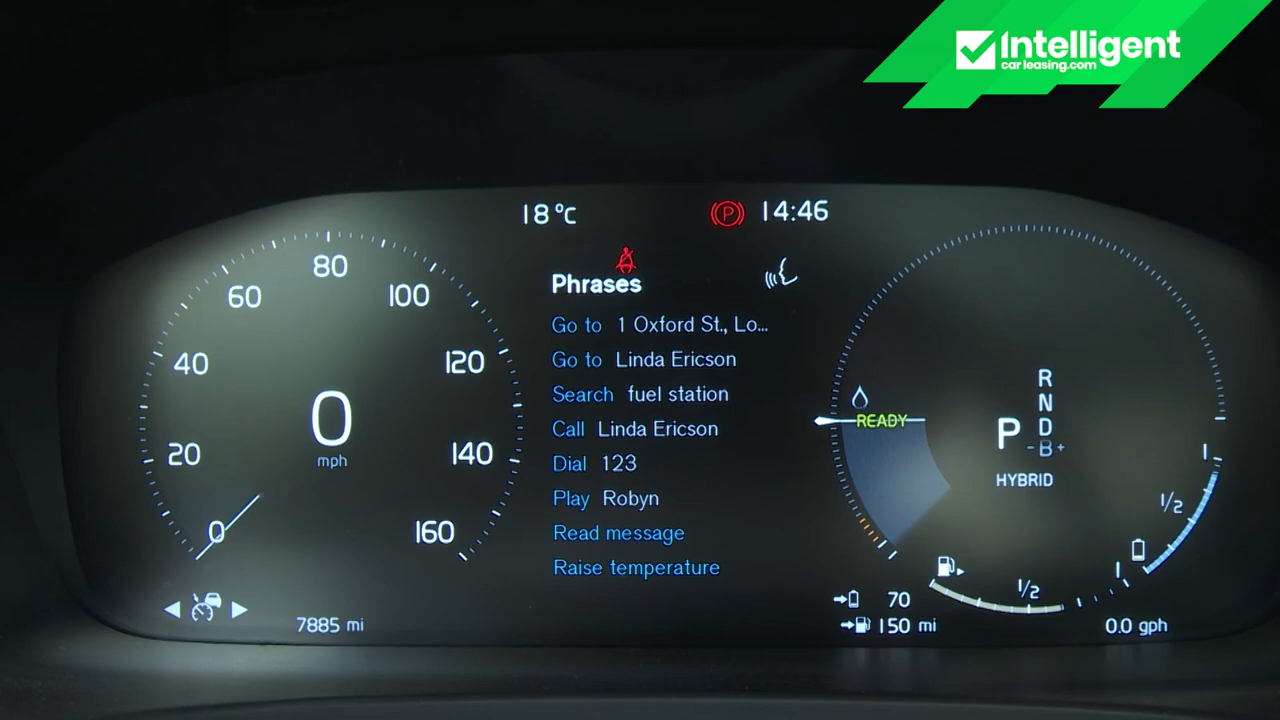 Intelligent
carleasing.com
18°C
P
14:46
Phrases
Go to 1 Oxford St., Lo...
Go to Linda Ericson
Search fuel station
Call Linda Ericson
Dial 123
Play Robyn
Read message
Raise temperature
0
20
40
60
80
100
120
140
160
0
mph
7885 mi
READY
R
N
D
P
-B+
HYBRID
1
1/2
1/2
1
70
150 mi
0.0 gph